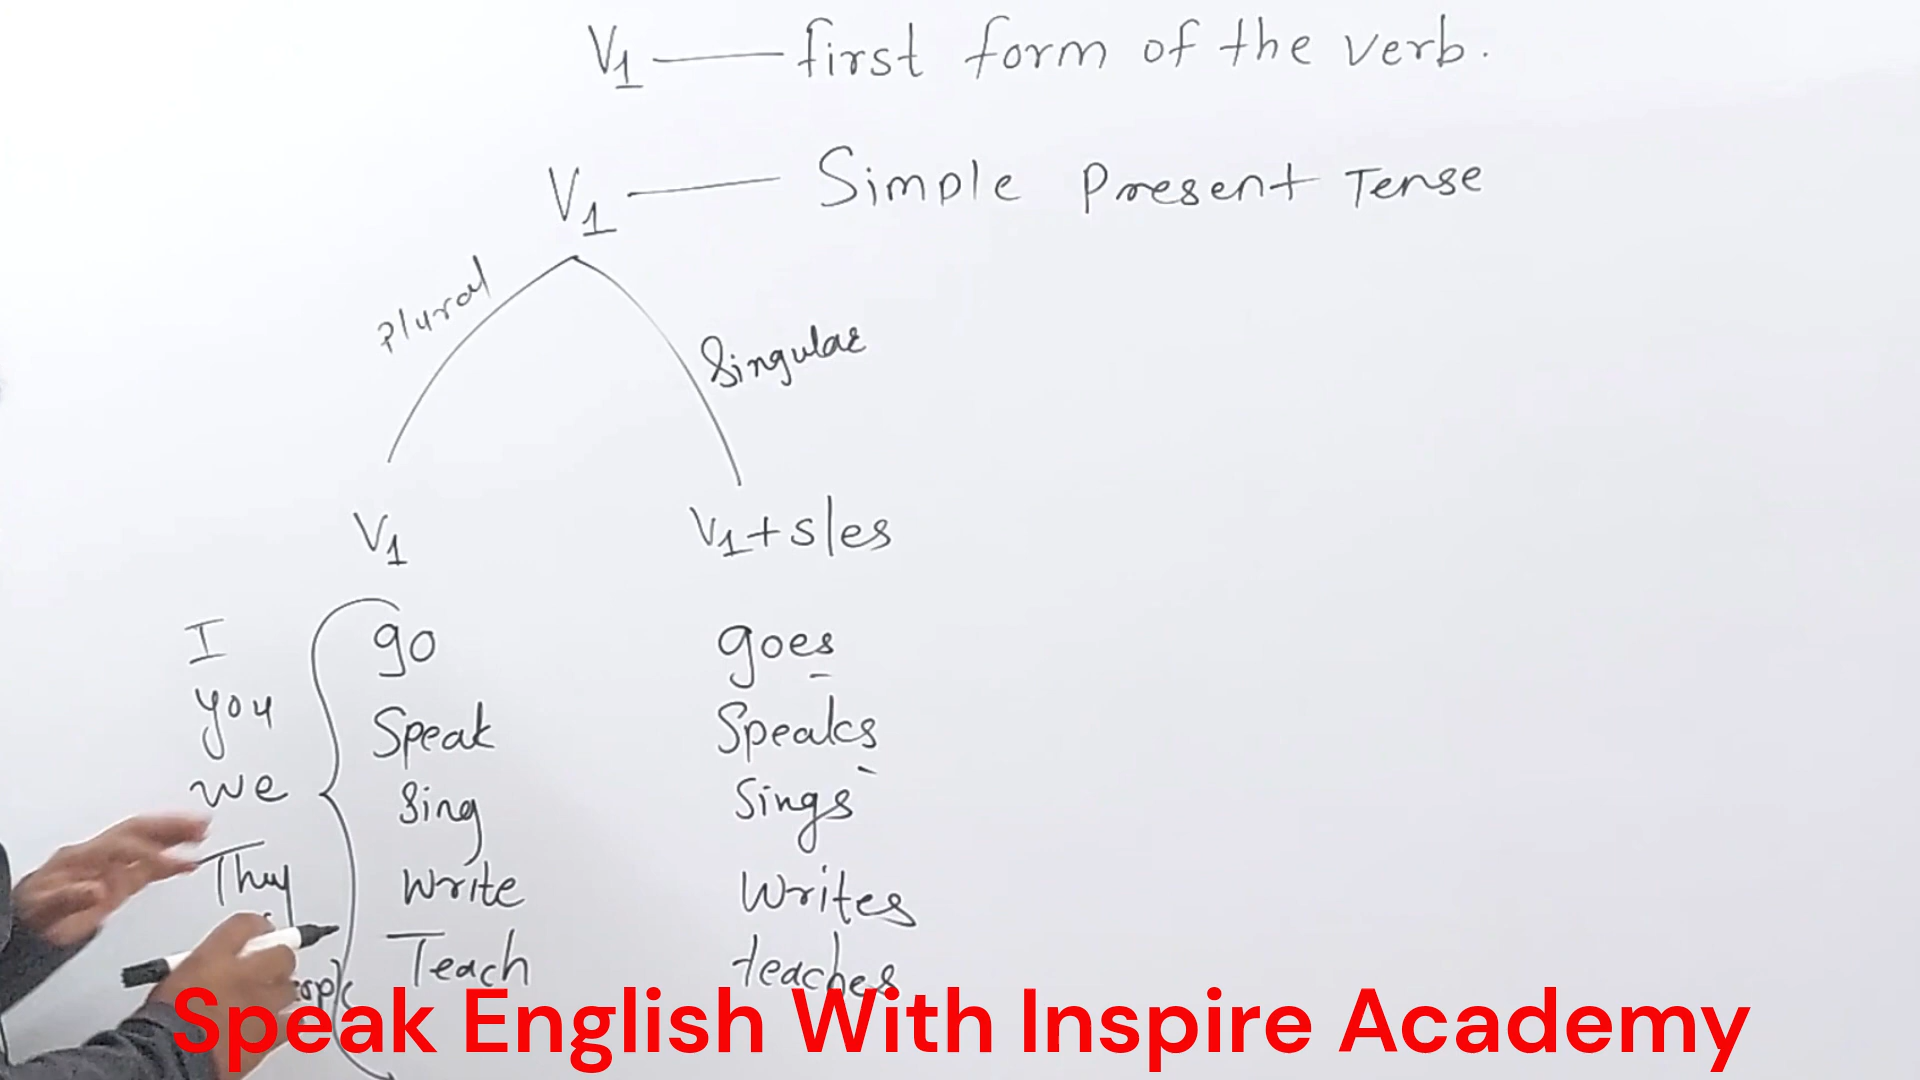 V1 — first form of the verb.
V1 — Simple Present Tense
Plural
Singular
V1
V1+s/es
I go goes
you Speak Speaks
we Sing Sings
They Write Writes
Teach teaches
Speak English With Inspire Academy